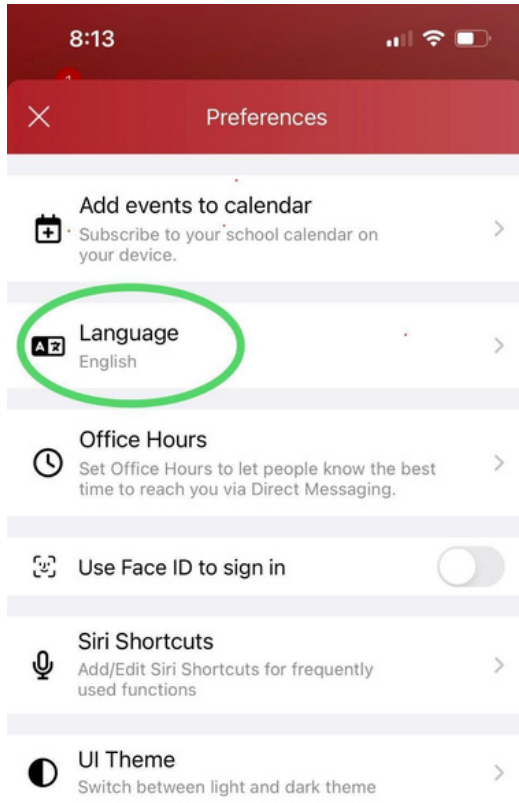 8:13
1
Preferences
Add events to calendar
Subscribe to your school calendar on
your device.
Language
English
Office Hours
Set Office Hours to let people know the best
time to reach you via Direct Messaging.
Use Face ID to sign in
Siri Shortcuts
Add/Edit Siri Shortcuts for frequently
used functions
UI Theme
Switch between light and dark theme